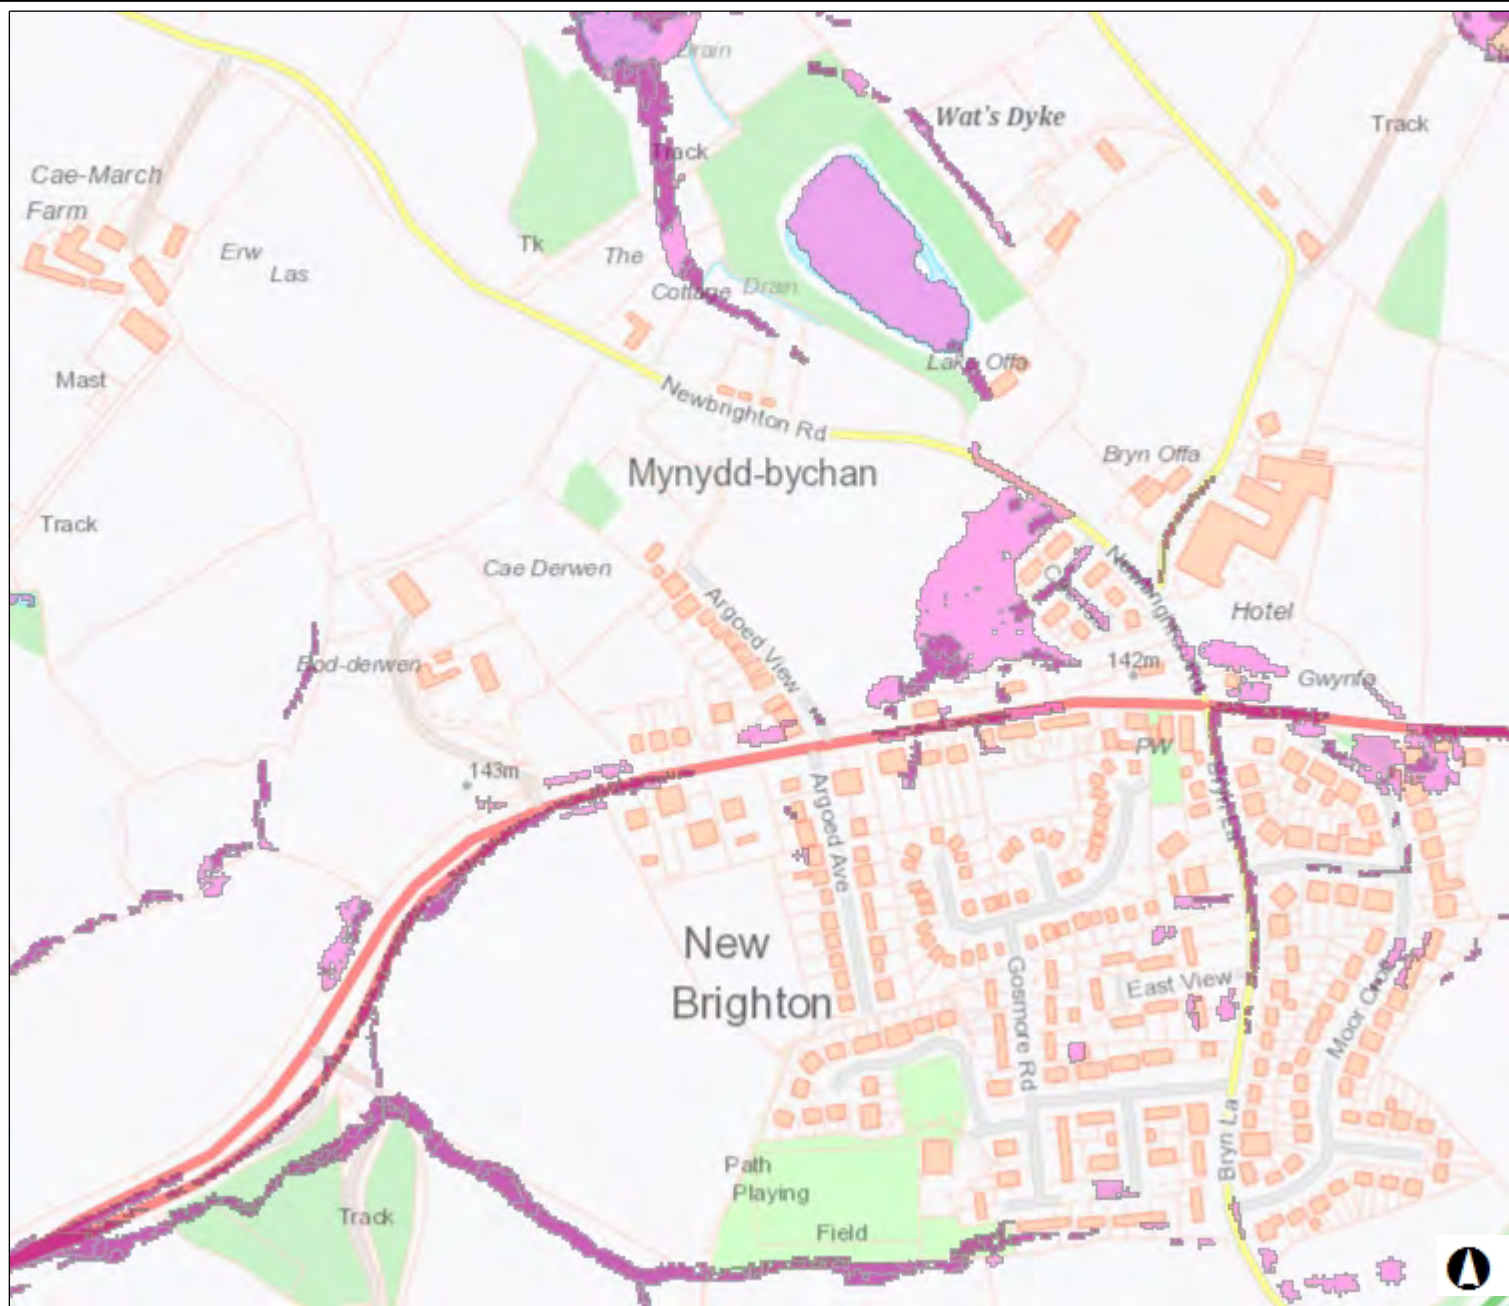 Drain
Wat's Dyke
Track
Track
Cae-March
Farm
Erw
Las
Tk
The
Cottage
Drain
Mast
Lake Offa
Newbrighton Rd
Bryn Offa
Mynydd-bychan
Track
Cae Derwen
Argoed View
Hotel
Bod-derwen
142m
Gwynfa
PW
143m
Argoed Ave
New
Brighton
Gosmore Rd
East View
Moor Croft
Bryn La
Path
Playing
Field
Track